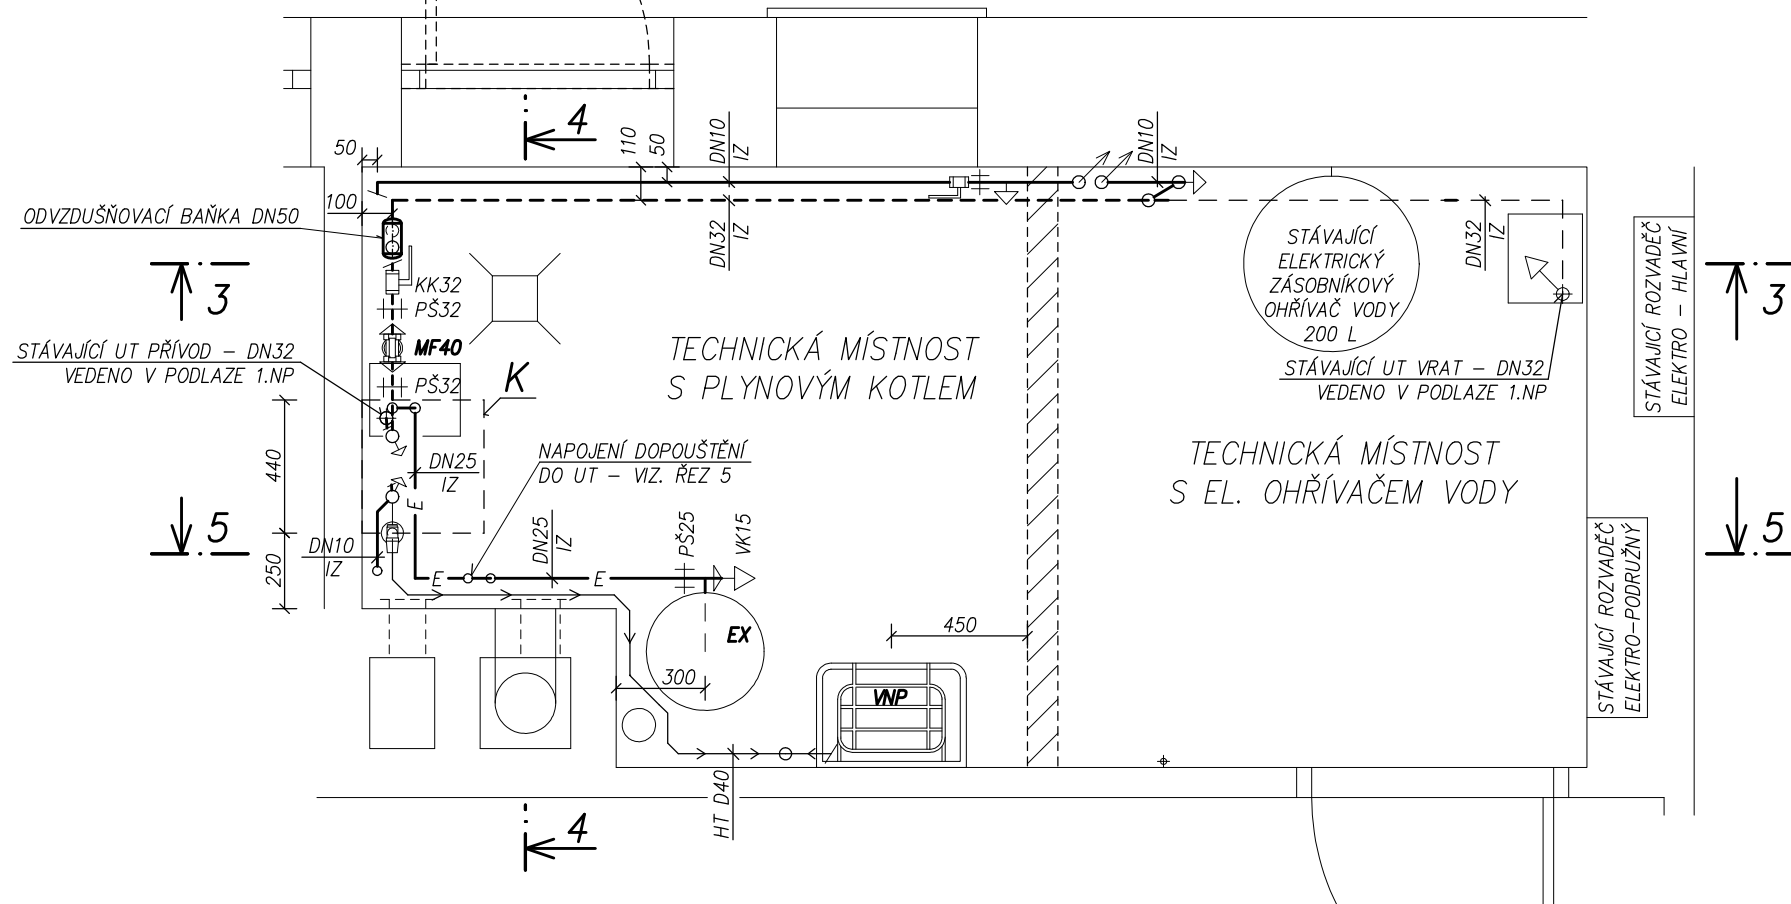 4
50
110
50
DN10
IZ
DN10
IZ
100
ODVZDUŠŇOVACÍ BAŇKA DN50
DN32
IZ
DN32
IZ
STÁVAJÍCÍ
ELEKTRICKÝ
ZÁSOBNÍKOVÝ
OHŘÍVAČ VODY
200 L
STÁVAJÍCÍ ROZVADĚČ
ELEKTRO – HLAVNÍ
3
3
KK32
PŠ32
MF40
PŠ32
STÁVAJÍCÍ UT PŘÍVOD – DN32
VEDENO V PODLAZE 1.NP
K
TECHNICKÁ MÍSTNOST
S PLYNOVÝM KOTLEM
STÁVAJÍCÍ UT VRAT – DN32
VEDENO V PODLAZE 1.NP
440
DN25
IZ
NAPOJENÍ DOPOUŠTĚNÍ
DO UT – VIZ. ŘEZ 5
TECHNICKÁ MÍSTNOST
S EL. OHŘÍVAČEM VODY
E
5
5
250
DN10
IZ
DN25
IZ
PŠ25
VK15
E
E
STÁVAJICÍ ROZVADĚČ
ELEKTRO–PODRUŽNÝ
EX
450
300
VNP
HT D40
4